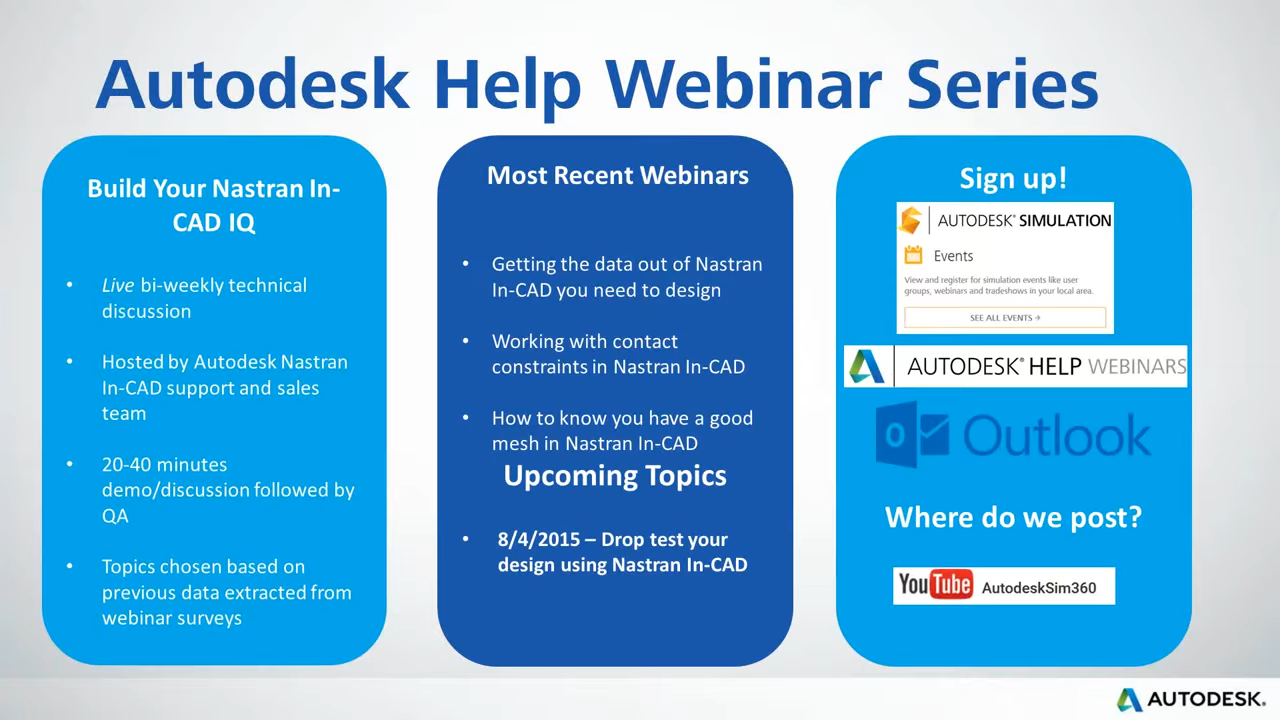 Autodesk Help Webinar Series
Build Your Nastran In-
CAD IQ
• Live bi-weekly technical
discussion
• Hosted by Autodesk Nastran
In-CAD support and sales
team
• 20-40 minutes
demo/discussion followed by
QA
• Topics chosen based on
previous data extracted from
webinar surveys
Most Recent Webinars
• Getting the data out of Nastran
In-CAD you need to design
• Working with contact
constraints in Nastran In-CAD
• How to know you have a good
mesh in Nastran In-CAD
Upcoming Topics
• 8/4/2015 – Drop test your
design using Nastran In-CAD
Sign up!
AUTODESK® SIMULATION
Events
View and register for simulation events like user
groups, webinars and tradeshows in your local area.
SEE ALL EVENTS →
AUTODESK® HELP WEBINARS
Outlook
Where do we post?
YouTube AutodeskSim360
AUTODESK®